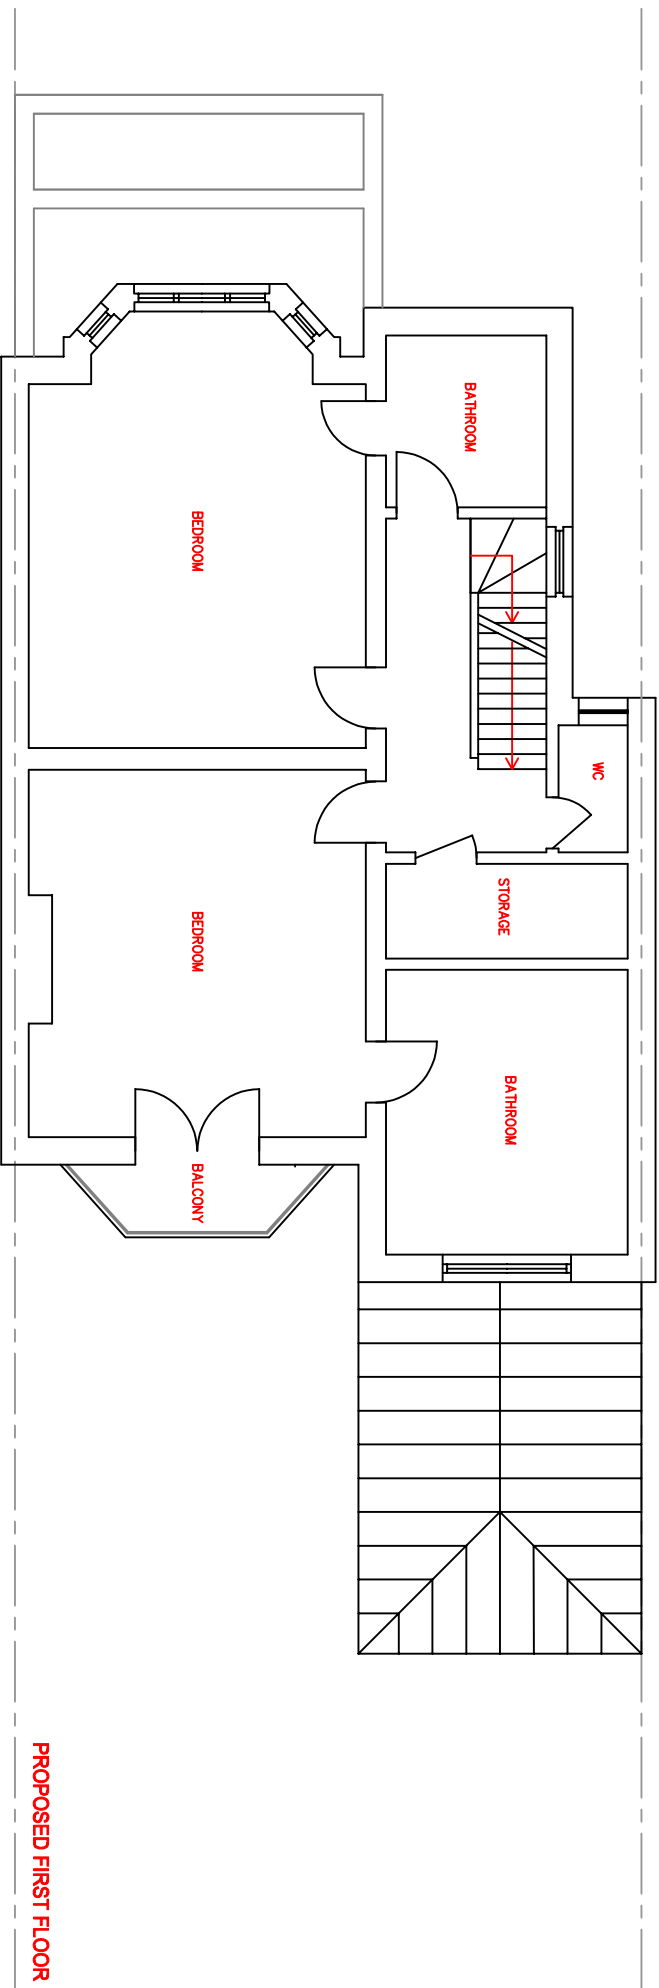 BATHROOM
BEDROOM
WC
STORAGE
BEDROOM
BATHROOM
BALCONY
PROPOSED FIRST FLOOR